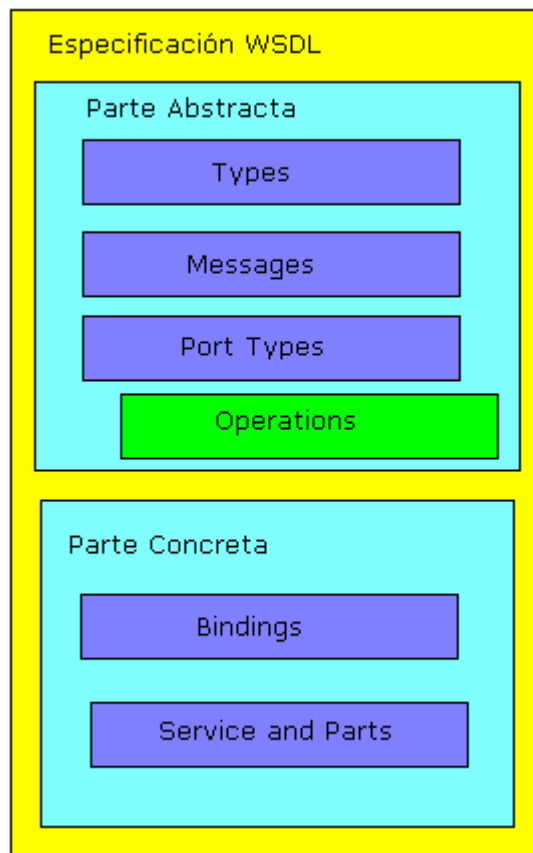 Especificación WSDL
Parte Abstracta
Types
Messages
Port Types
Operations
Parte Concreta
Bindings
Service and Parts